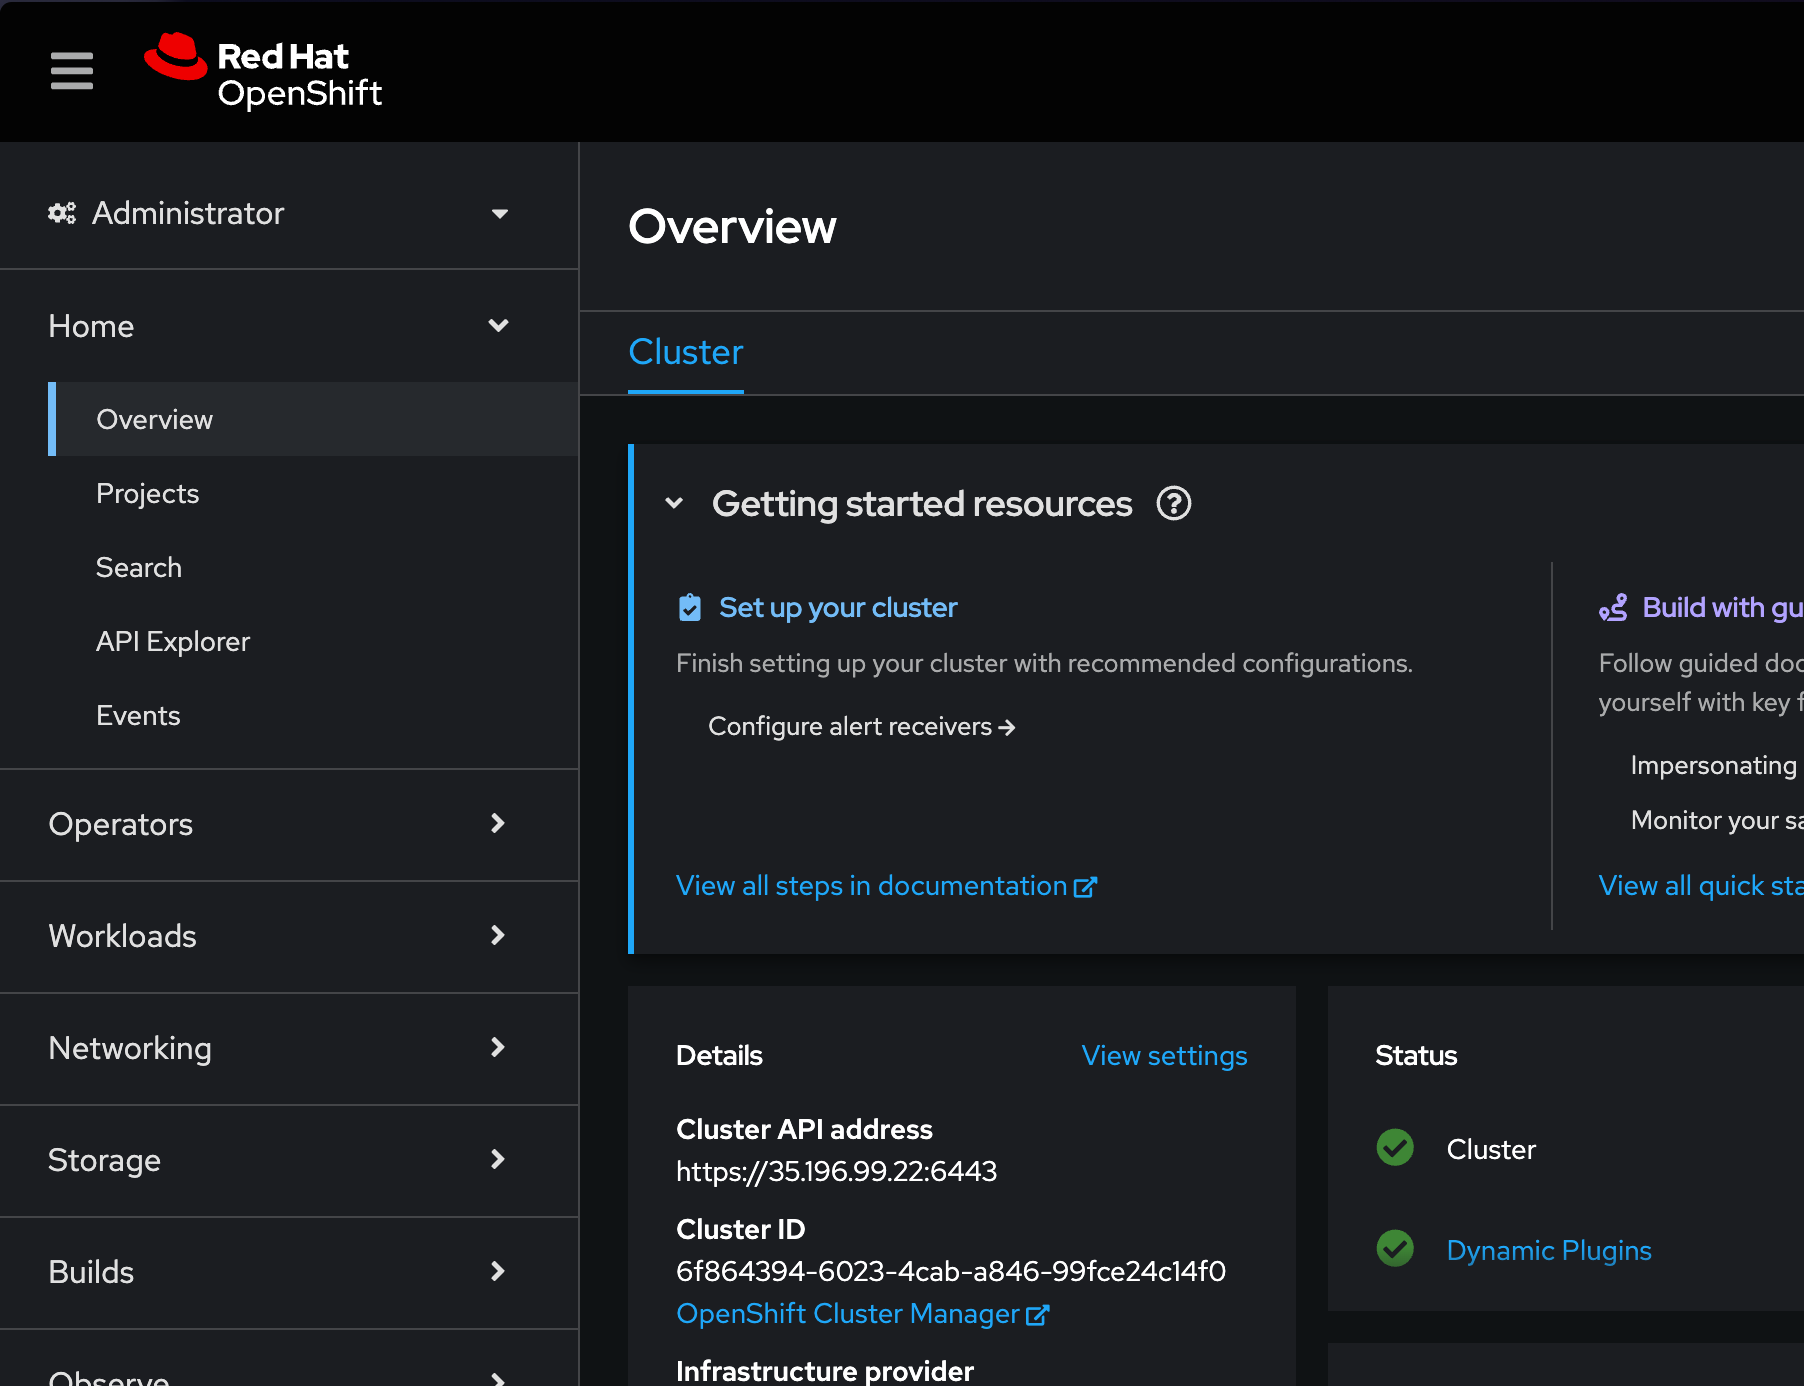 Red Hat
OpenShift
Administrator
Home
Overview
Projects
Search
API Explorer
Events
Operators
Workloads
Networking
Storage
Builds
Observe
Overview
Cluster
Getting started resources
Set up your cluster
Finish setting up your cluster with recommended configurations.
Configure alert receivers
View all steps in documentation
Build with gu
Follow guided doc
yourself with key f
Impersonating
Monitor your sa
View all quick sta
Details
View settings
Cluster API address
https://35.196.99.22:6443
Cluster ID
6f864394-6023-4cab-a846-99fce24c14f0
OpenShift Cluster Manager
Infrastructure provider
Status
Cluster
Dynamic Plugins